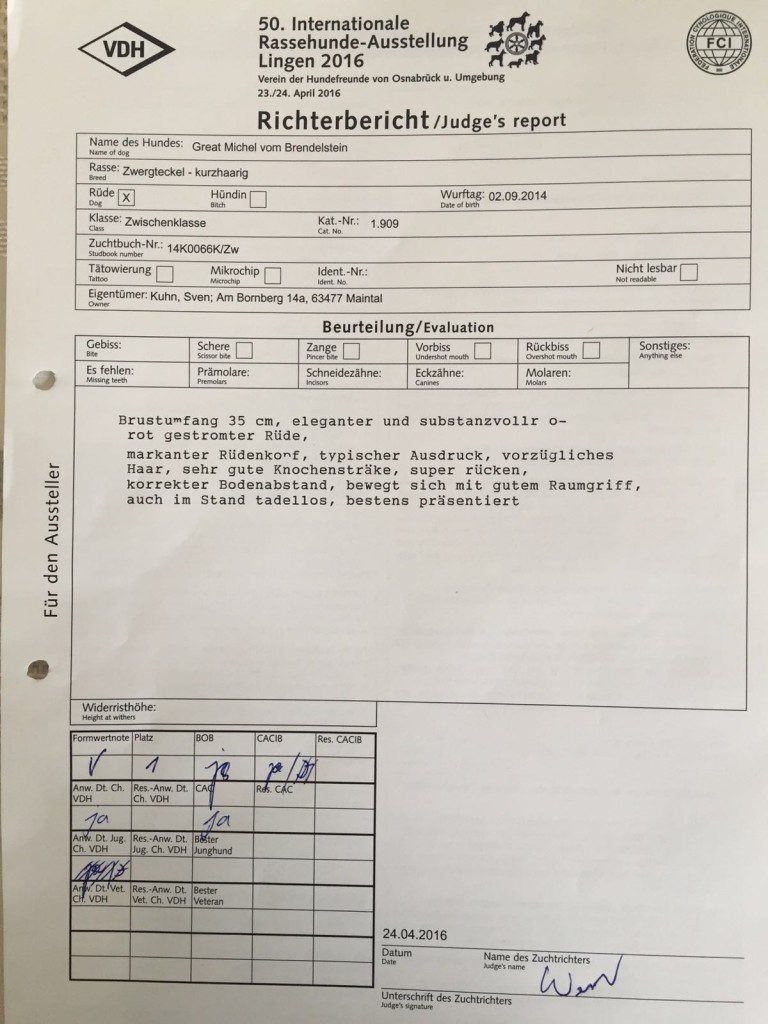 VDH
50. Internationale
Rassehunde-Ausstellung
Lingen 2016
Verein der Hundefreunde von Osnabrück u. Umgebung
23./24. April 2016
FEDERATION CYNOLOGIQUE INTERNATIONALE
FCI
Richterbericht/Judge's report
Name des Hundes: Great Michel vom Brendelstein
Name of dog
Rasse: Zwergteckel - kurzhaarig
Breed
Rüde X Hündin Wurftag: 02.09.2014
Dog Bitch Date of birth
Klasse: Zwischenklasse Kat.-Nr.: 1.909
Class Cat. No.
Zuchtbuch-Nr.: 14K0066K/Zw
Studbook number
Tätowierung Mikrochip Ident.-Nr.: Nicht lesbar
Tattoo Microchip Ident. No. Not readable
Eigentümer: Kuhn, Sven; Am Bornberg 14a, 63477 Maintal
Owner
Beurteilung/Evaluation
Gebiss: Schere Zange Vorbiss Rückbiss Sonstiges:
Bite Scissor bite Pincer bite Undershot mouth Overshot mouth Anything else
Es fehlen: Prämolare: Schneidezähne: Eckzähne: Molaren:
Missing teeth Premolars Incisors Canines Molars
Brustumfang 35 cm, eleganter und substanzvollr o-
rot gestromter Rüde,
markanter Rüdenkopf, typischer Ausdruck, vorzügliches
Haar, sehr gute Knochensträke, super rücken,
korrekter Bodenabstand, bewegt sich mit gutem Raumgriff,
auch im Stand tadellos, bestens präsentiert
Für den Aussteller
Widerristhöhe:
Height at withers
Formwertnote Platz BOB CACIB Res. CACIB
V 1 ja
Anw. Dt. Ch. VDH Res.-Anw. Dt. Ch. VDH CAC Res. CAC
ja ja
Anw. Dt. Jug. Ch. VDH Res.-Anw. Dt. Jug. Ch. VDH Bester Junghund
Anw. Dt. Vet. Ch. VDH Res.-Anw. Dt. Vet. Ch. VDH Bester Veteran
24.04.2016
Datum Name des Zuchtrichters
Date Judge's name
Unterschrift des Zuchtrichters
Judge's signature